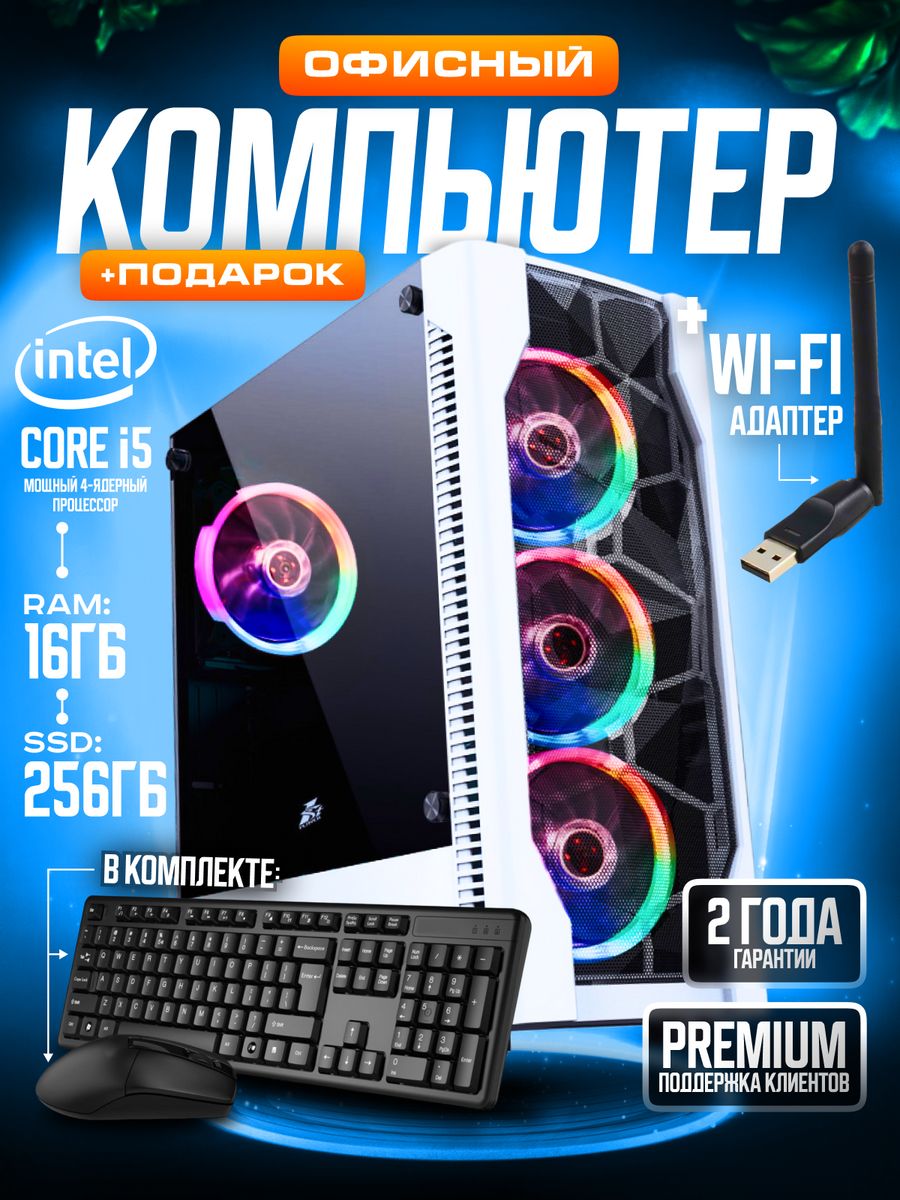 ОФИСНЫЙ
КОМПЬЮТЕР
+ПОДАРОК
intel
CORE i5
МОЩНЫЙ 4-ЯДЕРНЫЙ
ПРОЦЕССОР
RAM:
16ГБ
SSD:
256ГБ
+
WI-FI
АДАПТЕР
В КОМПЛЕКТЕ:
2 ГОДА
ГАРАНТИИ
PREMIUM
ПОДДЕРЖКА КЛИЕНТОВ